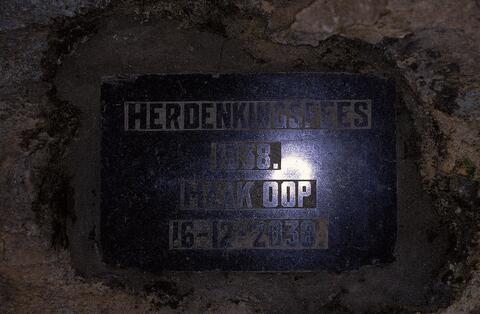 HERDENKINGSFEES
1938.
MAAK OOP
16-12-2038